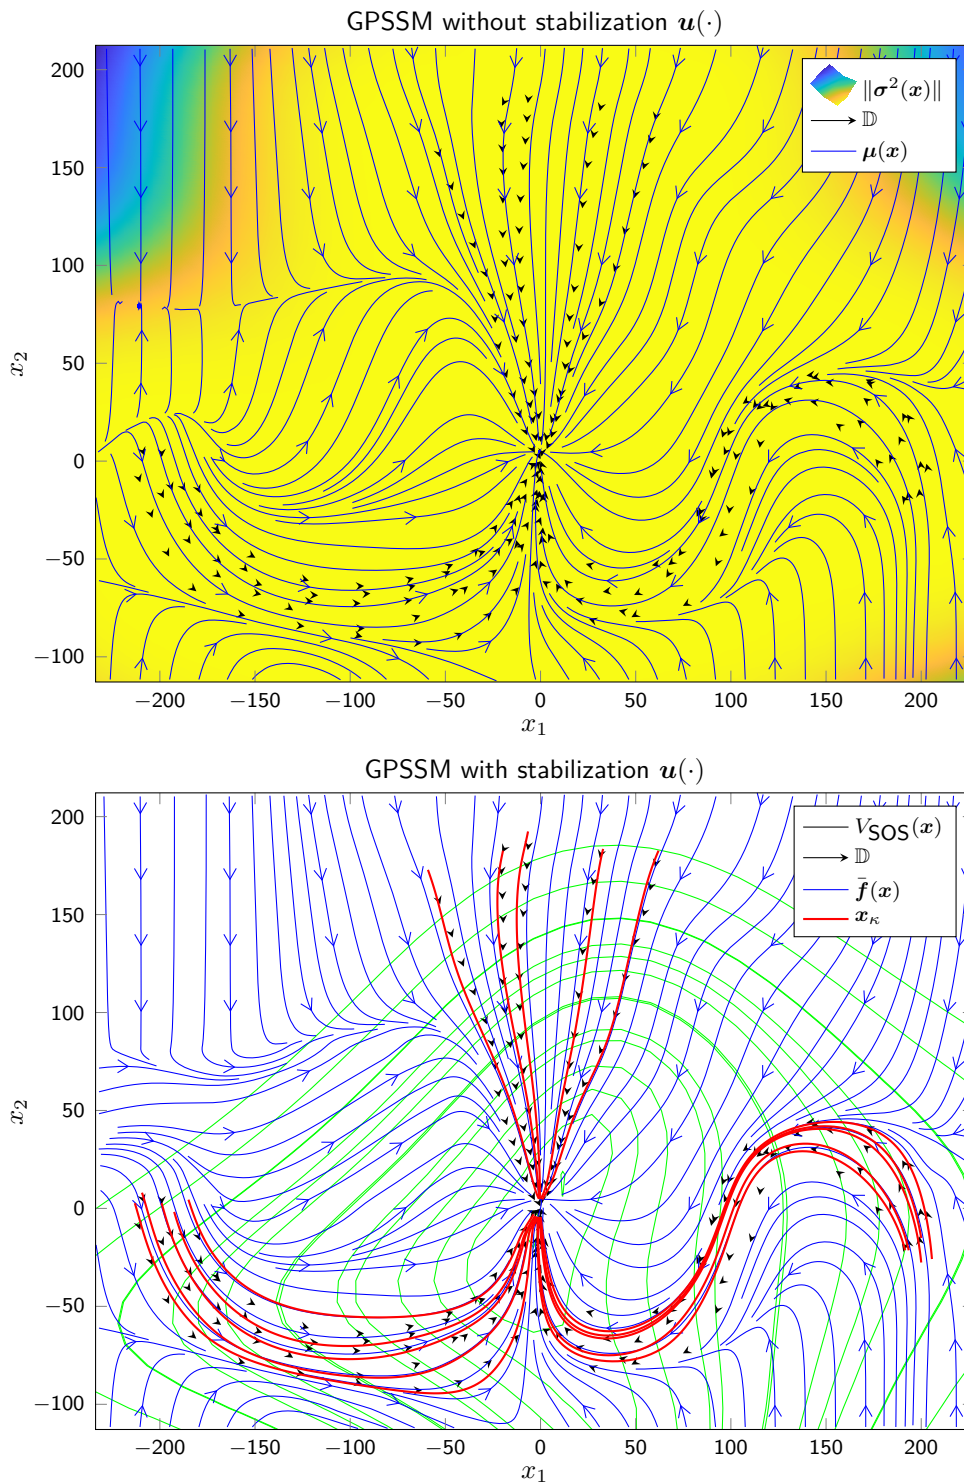 GPSSM without stabilization u(·)
200
150
100
50
0
−50
−100
x₂
‖σ²(x)‖
𝔻
μ(x)
−200 −150 −100 −50 0 50 100 150 200
x₁
GPSSM with stabilization u(·)
200
150
100
50
0
−50
−100
x₂
V_SOS(x)
𝔻
f̄(x)
x_κ
−200 −150 −100 −50 0 50 100 150 200
x₁